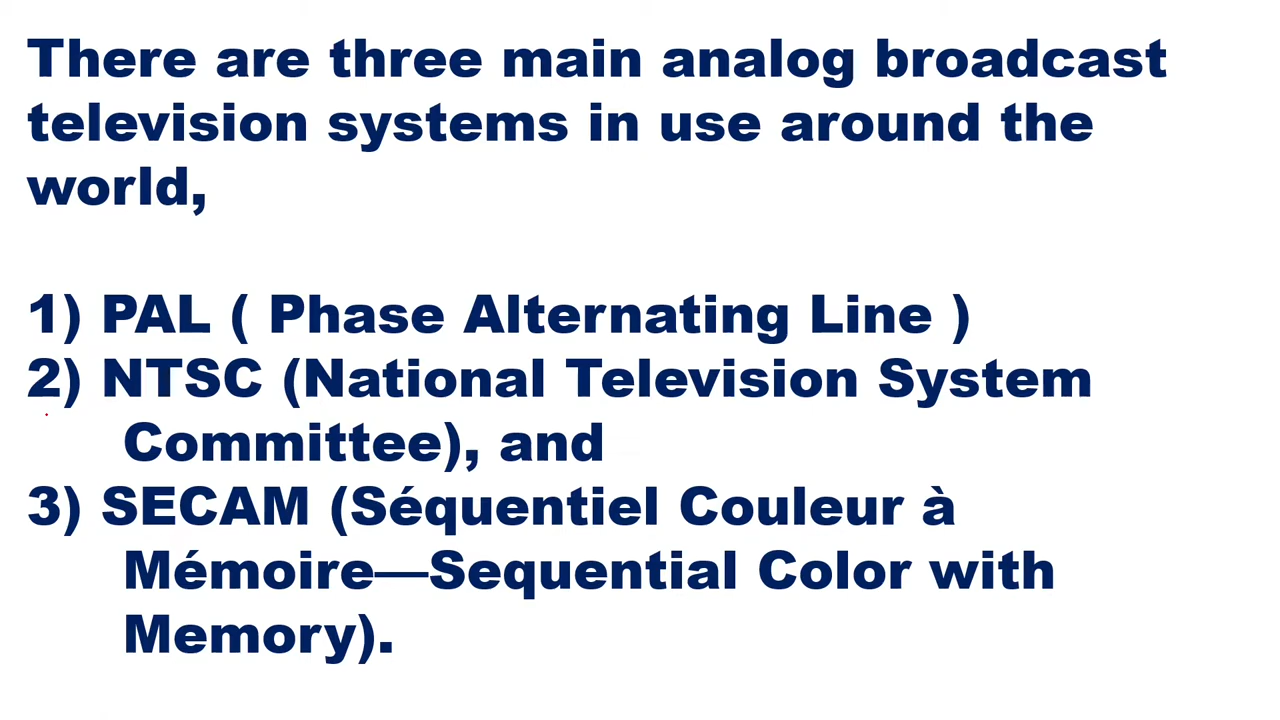 There are three main analog broadcast
television systems in use around the
world,
1) PAL ( Phase Alternating Line )
2) NTSC (National Television System
Committee), and
3) SECAM (Séquentiel Couleur à
Mémoire—Sequential Color with
Memory).